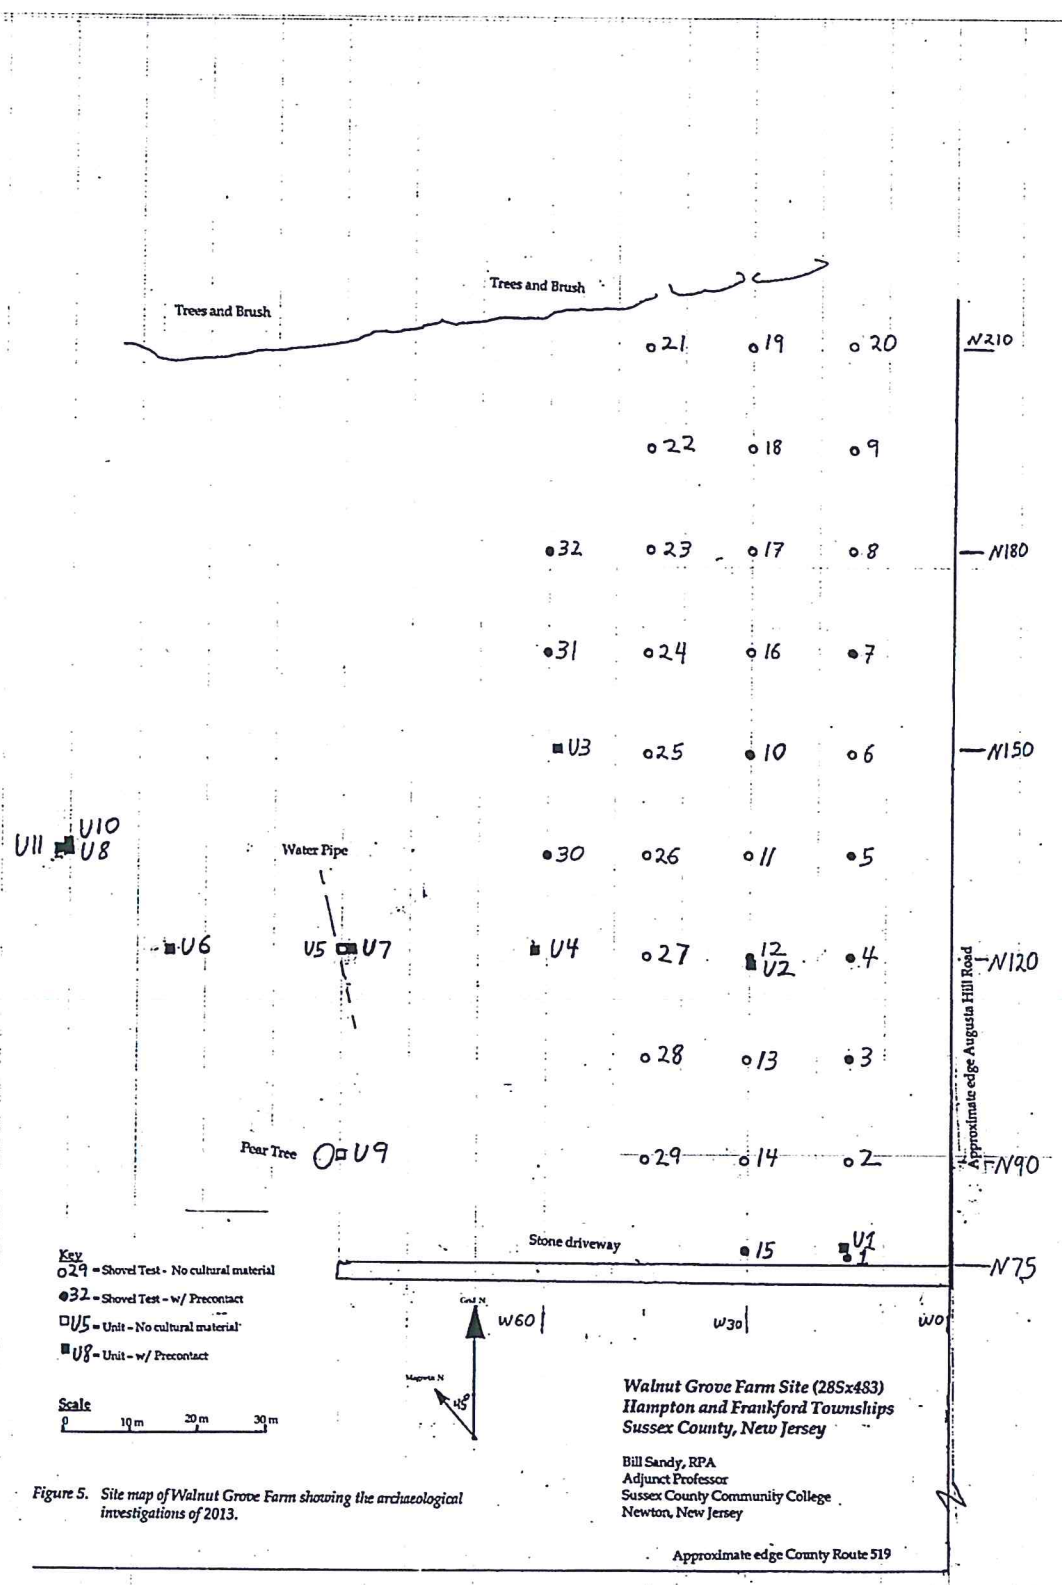 Trees and Brush
Trees and Brush
21 19 20 N210
22 18 9
32 23 17 8 N180
31 24 16 7
U3 25 10 6 N150
U10
U11 U8 Water Pipe 30 26 11 5
U6 U5 U7 U4 27 12 4 N120
U2
Approximate edge Augusta Hill Road
28 13 3
Pear Tree U9 29 14 2 N90
Stone driveway 15 U1
1
N75
Key
29 = Shovel Test - No cultural material
32 = Shovel Test - w/ Precontact
U5 = Unit - No cultural material
U8 = Unit - w/ Precontact
Grid N
W60 W30 W0
Magnetic N
45°
Scale
0 10 m 20 m 30 m
Walnut Grove Farm Site (28Sx483)
Hampton and Frankford Townships
Sussex County, New Jersey
Bill Sandy, RPA
Adjunct Professor
Sussex County Community College
Newton, New Jersey
Figure 5. Site map of Walnut Grove Farm showing the archaeological
investigations of 2013.
Approximate edge County Route 519